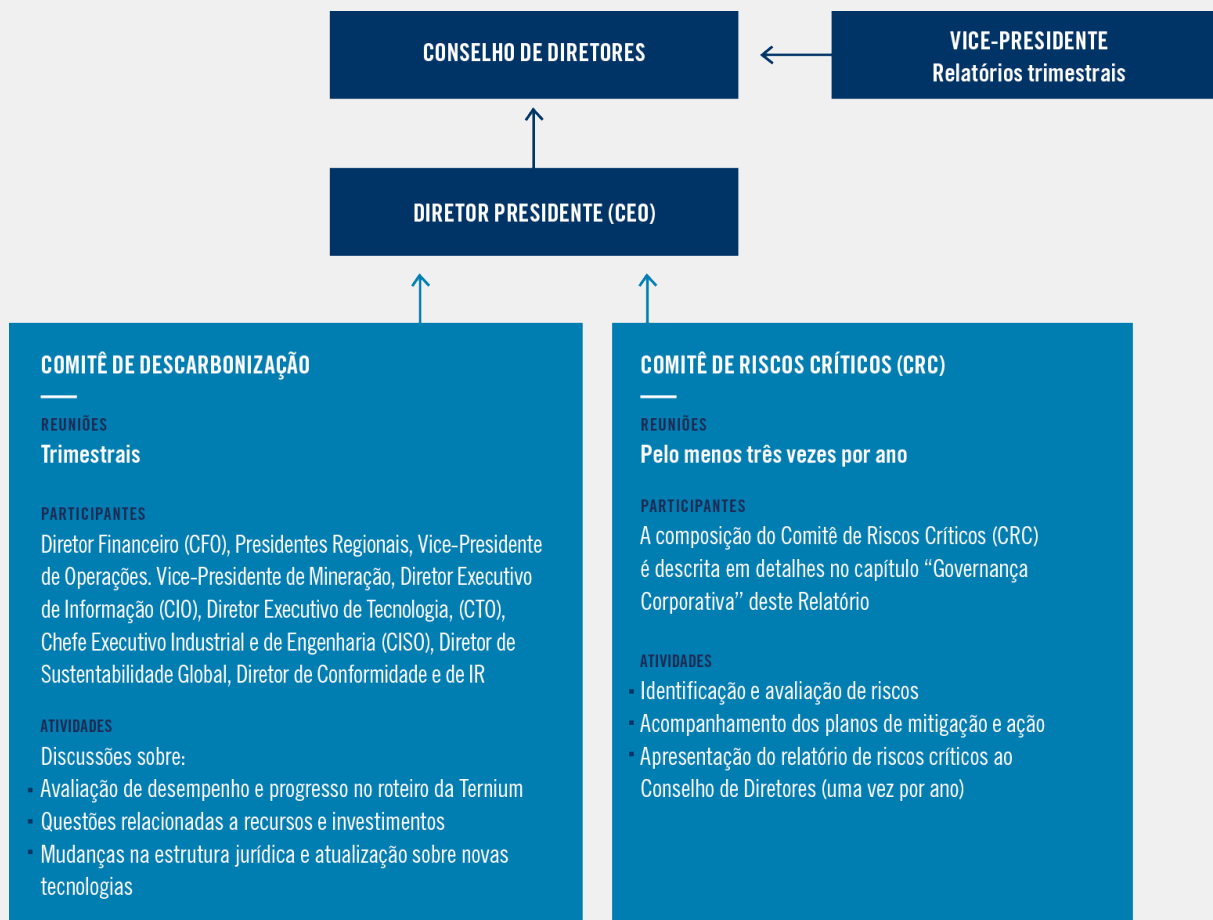 CONSELHO DE DIRETORES
VICE-PRESIDENTE
Relatórios trimestrais
DIRETOR PRESIDENTE (CEO)
COMITÊ DE DESCARBONIZAÇÃO
REUNIÕES
Trimestrais
PARTICIPANTES
Diretor Financeiro (CFO), Presidentes Regionais, Vice-Presidente
de Operações. Vice-Presidente de Mineração, Diretor Executivo
de Informação (CIO), Diretor Executivo de Tecnologia, (CTO),
Chefe Executivo Industrial e de Engenharia (CISO), Diretor de
Sustentabilidade Global, Diretor de Conformidade e de IR
ATIVIDADES
Discussões sobre:
▪ Avaliação de desempenho e progresso no roteiro da Ternium
▪ Questões relacionadas a recursos e investimentos
▪ Mudanças na estrutura jurídica e atualização sobre novas
tecnologias
COMITÊ DE RISCOS CRÍTICOS (CRC)
REUNIÕES
Pelo menos três vezes por ano
PARTICIPANTES
A composição do Comitê de Riscos Críticos (CRC)
é descrita em detalhes no capítulo “Governança
Corporativa” deste Relatório
ATIVIDADES
▪ Identificação e avaliação de riscos
▪ Acompanhamento dos planos de mitigação e ação
▪ Apresentação do relatório de riscos críticos ao
Conselho de Diretores (uma vez por ano)